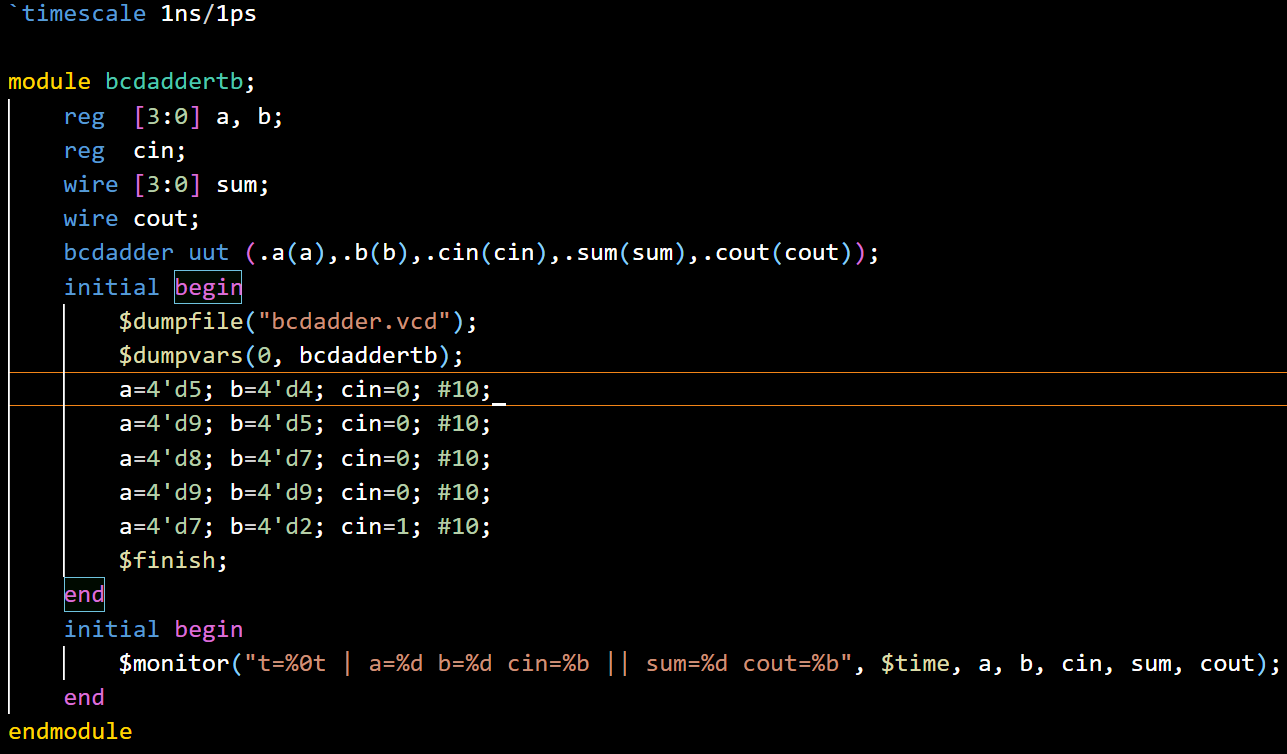 `timescale 1ns/1ps
module bcdaddertb;
reg  [3:0] a, b;
reg  cin;
wire [3:0] sum;
wire cout;
bcdadder uut (.a(a),.b(b),.cin(cin),.sum(sum),.cout(cout));
initial begin
$dumpfile("bcdadder.vcd");
$dumpvars(0, bcdaddertb);
a=4'd5; b=4'd4; cin=0; #10;
a=4'd9; b=4'd5; cin=0; #10;
a=4'd8; b=4'd7; cin=0; #10;
a=4'd9; b=4'd9; cin=0; #10;
a=4'd7; b=4'd2; cin=1; #10;
$finish;
end
initial begin
$monitor("t=%0t | a=%d b=%d cin=%b || sum=%d cout=%b", $time, a, b, cin, sum, cout);
end
endmodule